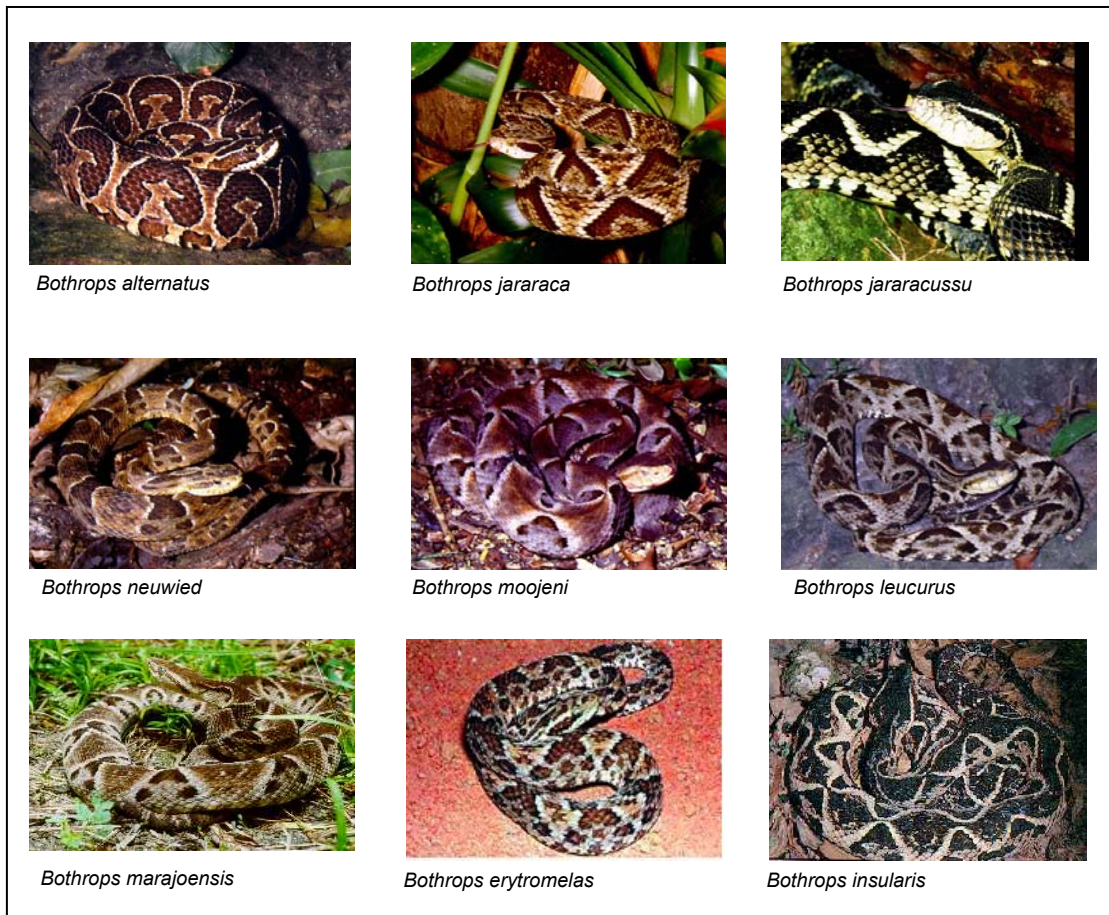 Bothrops alternatus
Bothrops jararaca
Bothrops jararacussu
Bothrops neuwied
Bothrops moojeni
Bothrops leucurus
Bothrops marajoensis
Bothrops erytromelas
Bothrops insularis